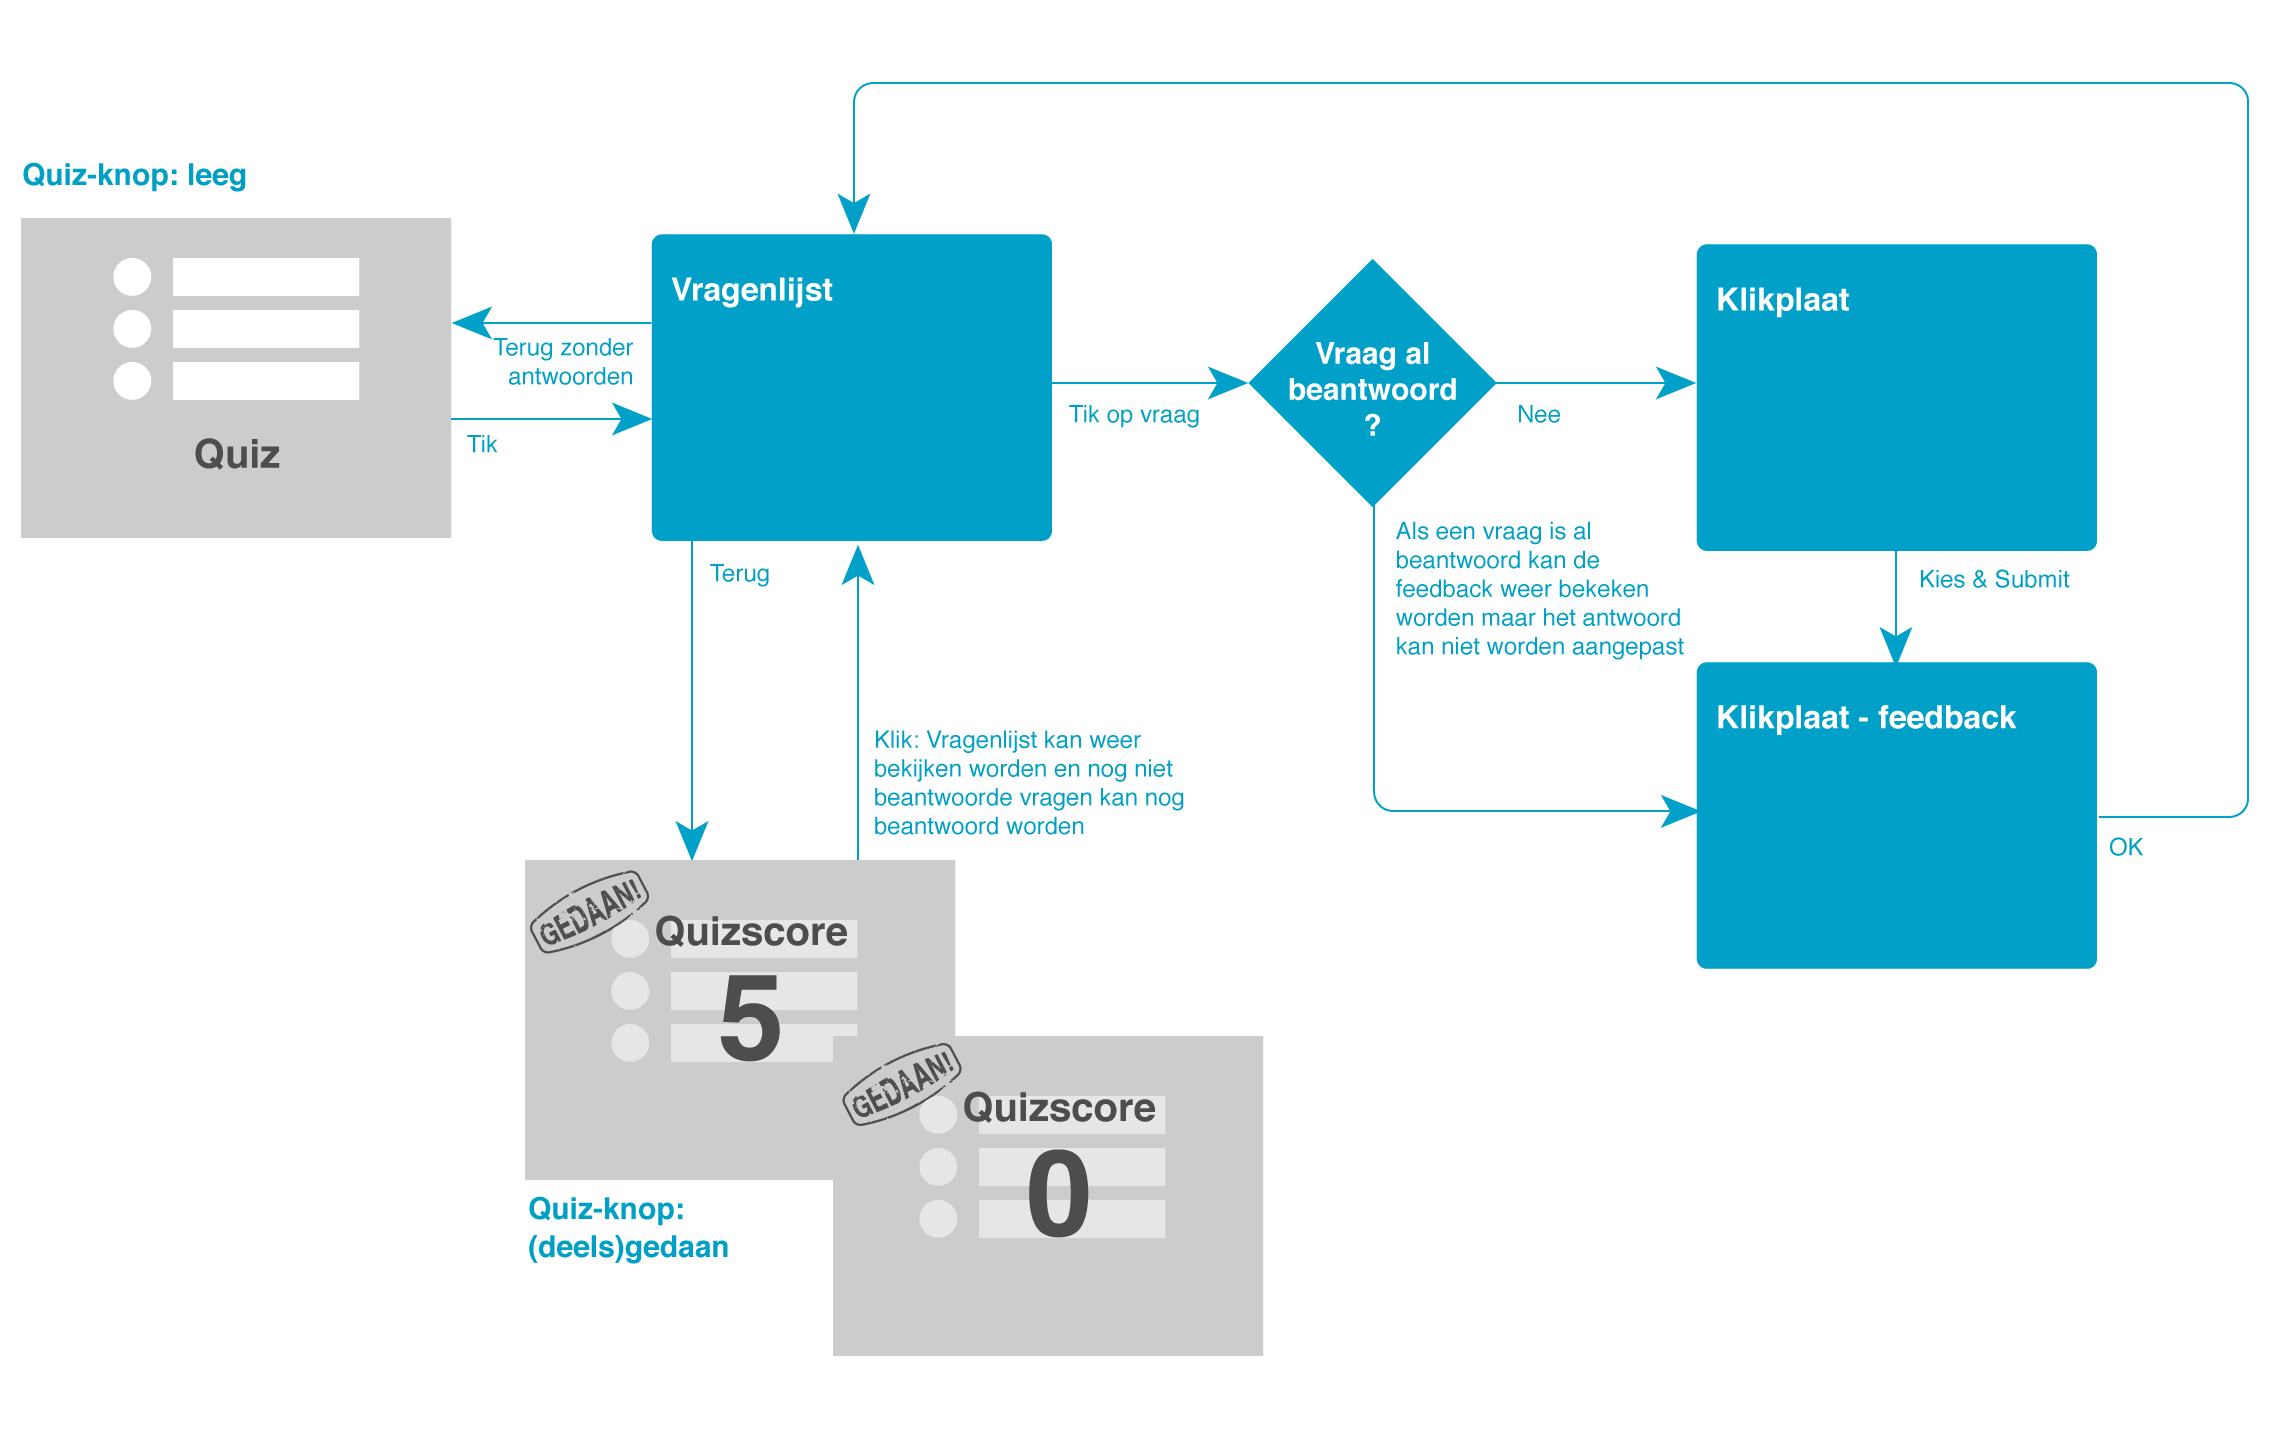 Quiz-knop: leeg
Quiz
Terug zonder
antwoorden
Tik
Vragenlijst
Tik op vraag
Vraag al
beantwoord
?
Nee
Klikplaat
Als een vraag is al
beantwoord kan de
feedback weer bekeken
worden maar het antwoord
kan niet worden aangepast
Kies & Submit
Klikplaat - feedback
OK
Terug
Klik: Vragenlijst kan weer
bekijken worden en nog niet
beantwoorde vragen kan nog
beantwoord worden
GEDAAN!
Quizscore
5
GEDAAN!
Quizscore
0
Quiz-knop:
(deels)gedaan